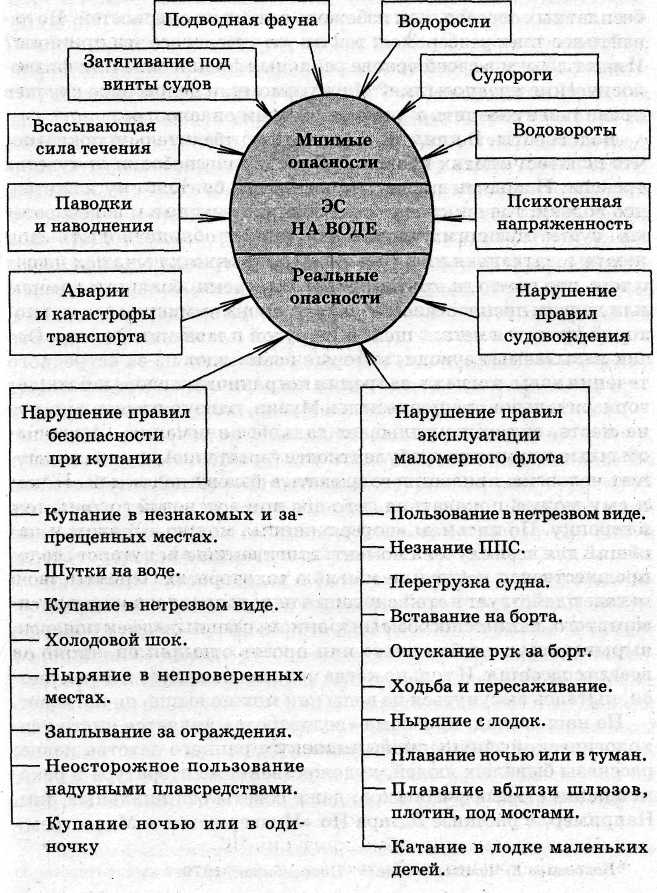 Подводная фауна
Водоросли
Затягивание под
винты судов
Судороги
Всасывающая
сила течения
Водовороты
Мнимые
опасности
Паводки
и наводнения
ЭС
НА ВОДЕ
Психогенная
напряженность
Реальные
опасности
Аварии
и катастрофы
транспорта
Нарушение
правил
судовождения
Нарушение правил
безопасности
при купании
Нарушение правил
эксплуатации
маломерного флота
Купание в незнакомых и за-
прещенных местах.
Шутки на воде.
Купание в нетрезвом виде.
Холодовой шок.
Ныряние в непроверенных
местах.
Заплывание за ограждения.
Неосторожное пользование
надувными плавсредствами.
Купание ночью или в оди-
ночку
Пользование в нетрезвом виде.
Незнание ППС.
Перегрузка судна.
Вставание на борта.
Опускание рук за борт.
Ходьба и пересаживание.
Ныряние с лодок.
Плавание ночью или в туман.
Плавание вблизи шлюзов,
плотин, под мостами.
Катание в лодке маленьких
детей.